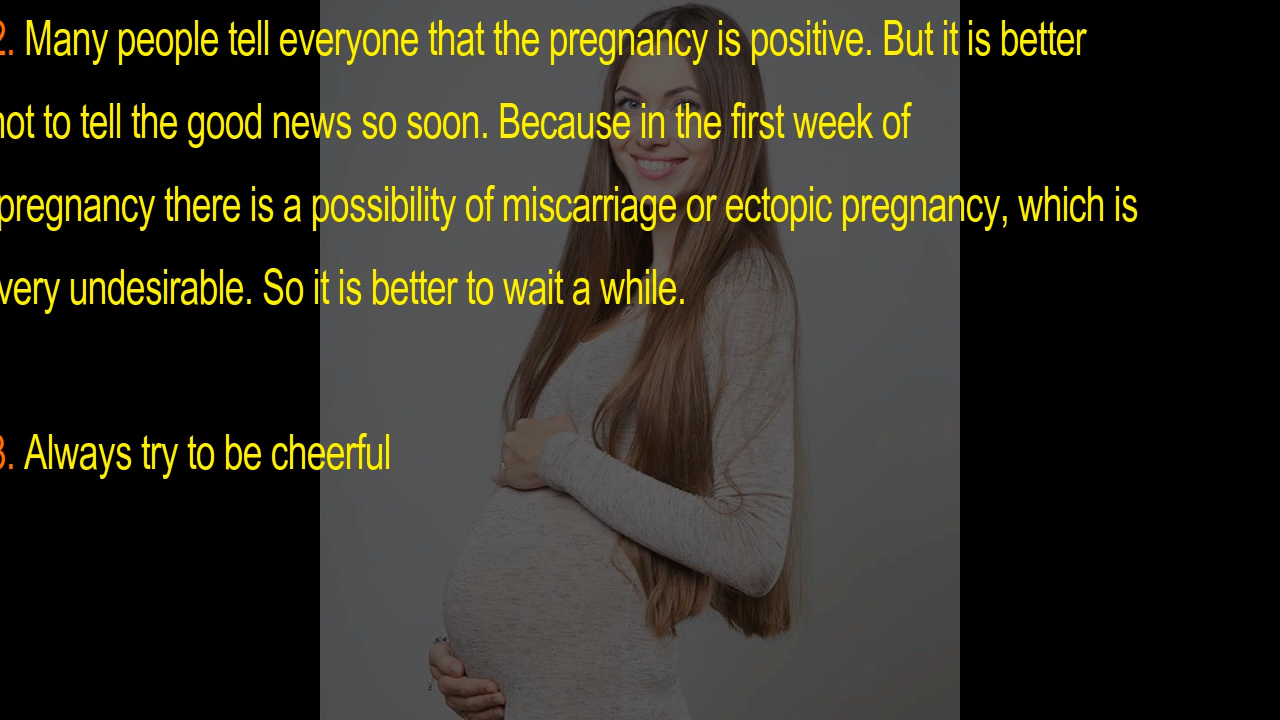 2. Many people tell everyone that the pregnancy is positive. But it is better
not to tell the good news so soon. Because in the first week of
pregnancy there is a possibility of miscarriage or ectopic pregnancy, which is
very undesirable. So it is better to wait a while.
3. Always try to be cheerful